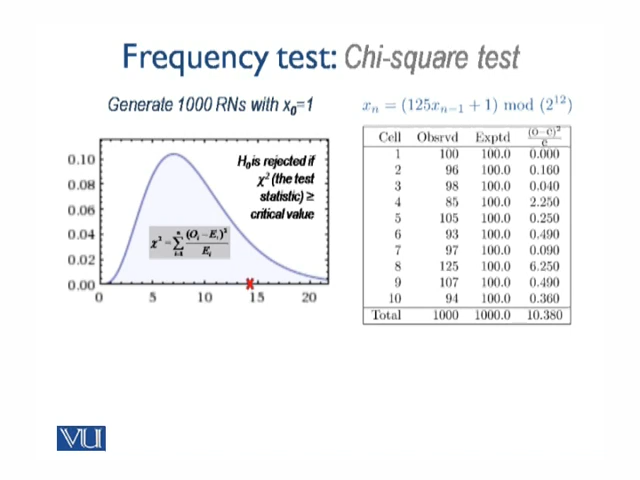 Frequency test: Chi-square test
Generate 1000 RNs with x₀=1
xₙ = (125xₙ₋₁ + 1) mod (2¹²)
0.10
0.08
0.06
0.04
0.02
0.00
0 5 10 15 20
H₀ is rejected if
χ² (the test
statistic) ≥
critical value
χ² = Σ (Oᵢ − Eᵢ)² / Eᵢ
i=1
n
Cell Obsrvd Exptd (o−e)²/e
1 100 100.0 0.000
2 96 100.0 0.160
3 98 100.0 0.040
4 85 100.0 2.250
5 105 100.0 0.250
6 93 100.0 0.490
7 97 100.0 0.090
8 125 100.0 6.250
9 107 100.0 0.490
10 94 100.0 0.360
Total 1000 1000.0 10.380
VU